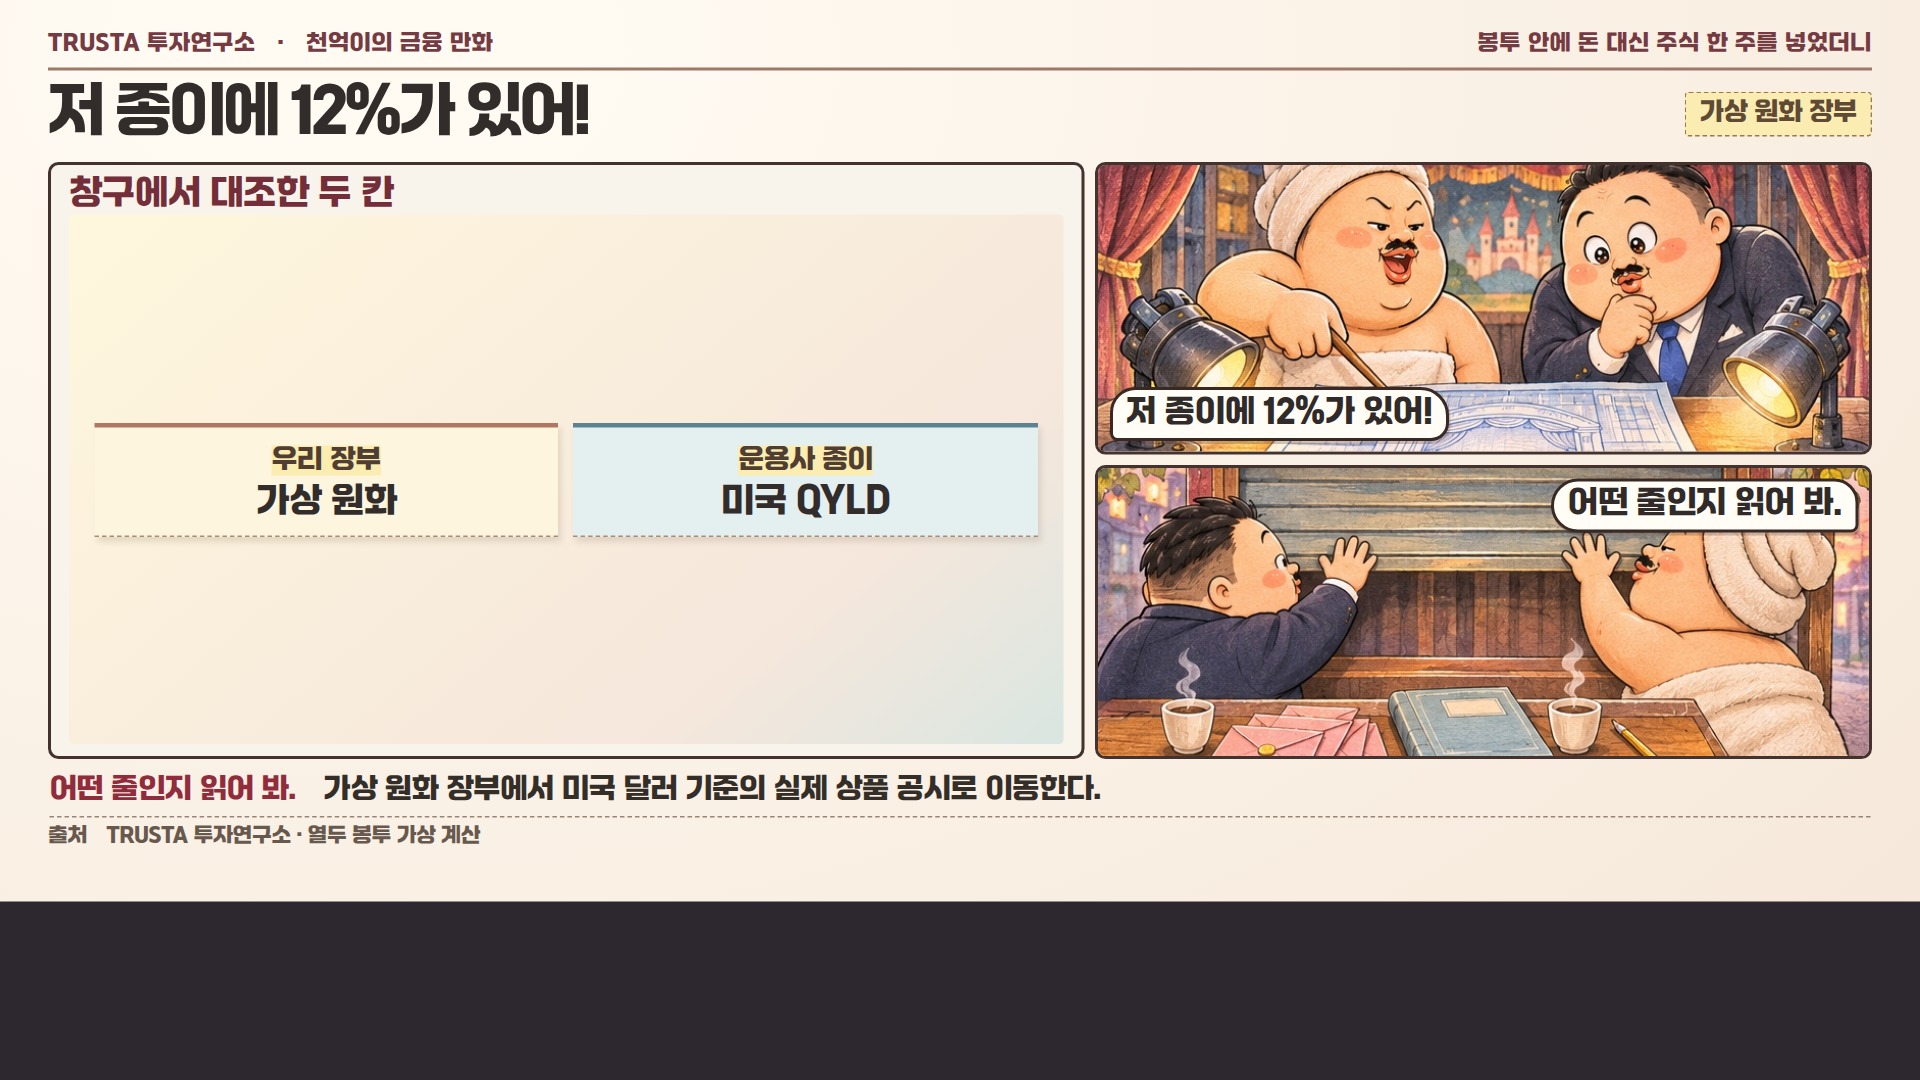 TRUSTA 투자연구소 · 천억이의 금융 만화
봉투 안에 돈 대신 주식 한 주를 넣었더니
저 종이에 12%가 있어!
가상 원화 장부
창구에서 대조한 두 칸
우리 장부
가상 원화
운용사 종이
미국 QYLD
저 종이에 12%가 있어!
어떤 줄인지 읽어 봐.
어떤 줄인지 읽어 봐. 가상 원화 장부에서 미국 달러 기준의 실제 상품 공시로 이동한다.
출처 TRUSTA 투자연구소 · 열두 봉투 가상 계산